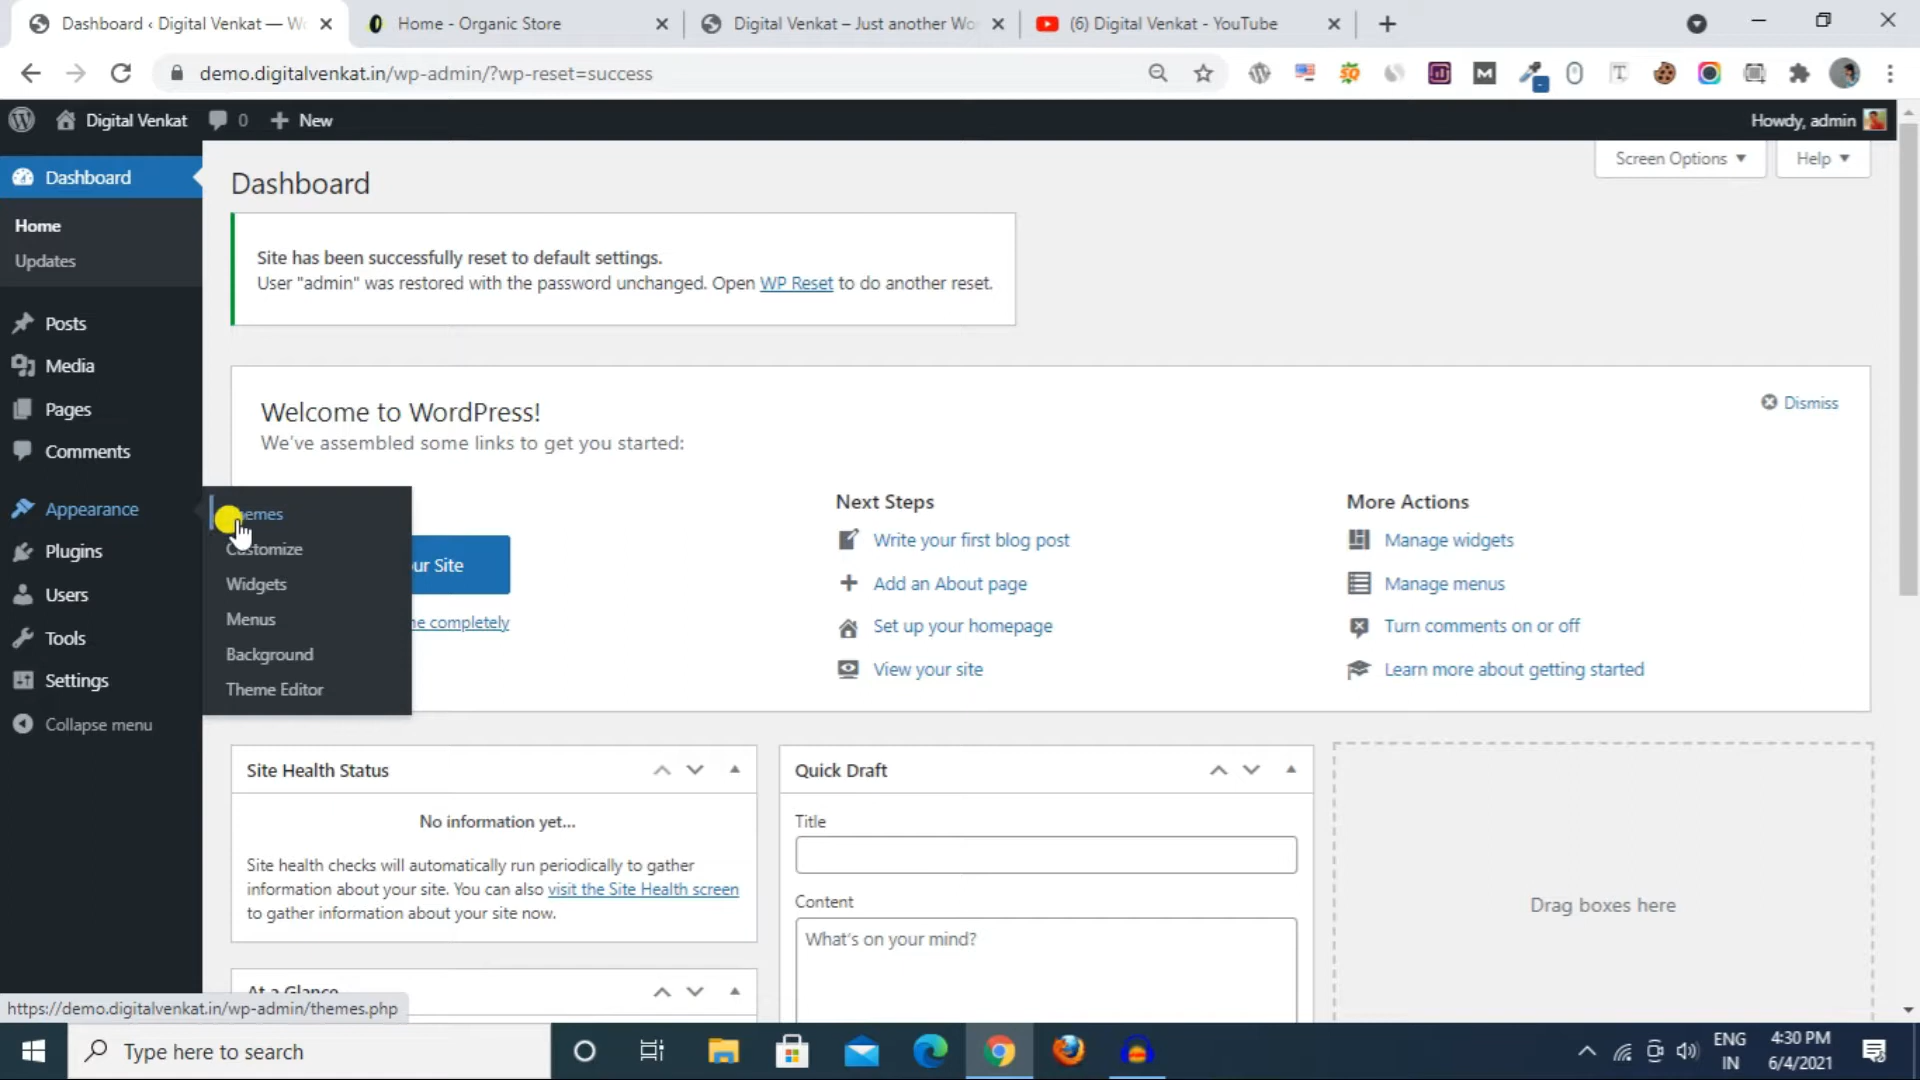 Dashboard ‹ Digital Venkat — Wo
Home - Organic Store
Digital Venkat – Just another Wo
(6) Digital Venkat - YouTube
demo.digitalvenkat.in/wp-admin/?wp-reset=success
Digital Venkat
0
New
Howdy, admin
Dashboard
Home
Updates
Posts
Media
Pages
Comments
Appearance
Plugins
Users
Tools
Settings
Collapse menu
Customize
Widgets
Menus
Background
Theme Editor
Dashboard
Screen Options
Help
Site has been successfully reset to default settings.
User "admin" was restored with the password unchanged. Open WP Reset to do another reset.
Welcome to WordPress!
We've assembled some links to get you started:
Dismiss
ur Site
completely
Next Steps
Write your first blog post
Add an About page
Set up your homepage
View your site
More Actions
Manage widgets
Manage menus
Turn comments on or off
Learn more about getting started
Site Health Status
No information yet...
Site health checks will automatically run periodically to gather
information about your site. You can also visit the Site Health screen
to gather information about your site now.
At a Glance
Quick Draft
Title
Content
What's on your mind?
Drag boxes here
https://demo.digitalvenkat.in/wp-admin/themes.php
Type here to search
ENG
IN
4:30 PM
6/4/2021